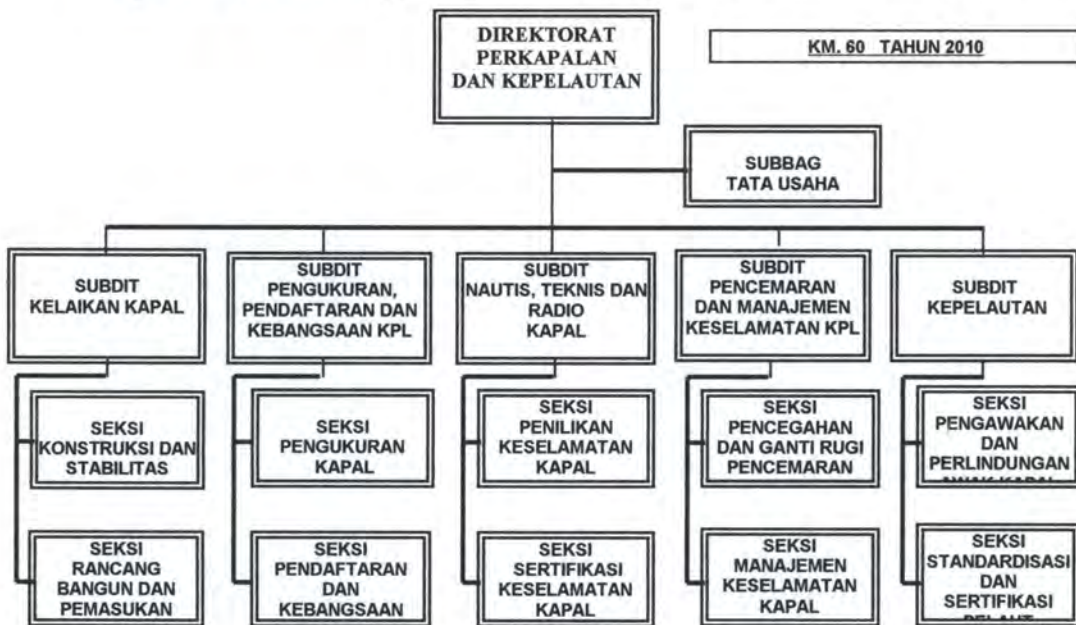 DIREKTORAT
PERKAPALAN
DAN KEPELAUTAN
KM. 60 TAHUN 2010
SUBBAG
TATA USAHA
SUBDIT
KELAIKAN KAPAL
SUBDIT
PENGUKURAN,
PENDAFTARAN DAN
KEBANGSAAN KPL
SUBDIT
NAUTIS, TEKNIS DAN
RADIO
KAPAL
SUBDIT
PENCEMARAN
DAN MANAJEMEN
KESELAMATAN KPL
SUBDIT
KEPELAUTAN
SEKSI
KONSTRUKSI DAN
STABILITAS
SEKSI
PENGUKURAN
KAPAL
SEKSI
PENILIKAN
KESELAMATAN
KAPAL
SEKSI
PENCEGAHAN
DAN GANTI RUGI
PENCEMARAN
SEKSI
PENGAWAKAN
DAN
PERLINDUNGAN
AWAK KAPAL
SEKSI
RANCANG
BANGUN DAN
PEMASUKAN
SEKSI
PENDAFTARAN
DAN
KEBANGSAAN
SEKSI
SERTIFIKASI
KESELAMATAN
KAPAL
SEKSI
MANAJEMEN
KESELAMATAN
KAPAL
SEKSI
STANDARDISASI
DAN
SERTIFIKASI
PELAUT